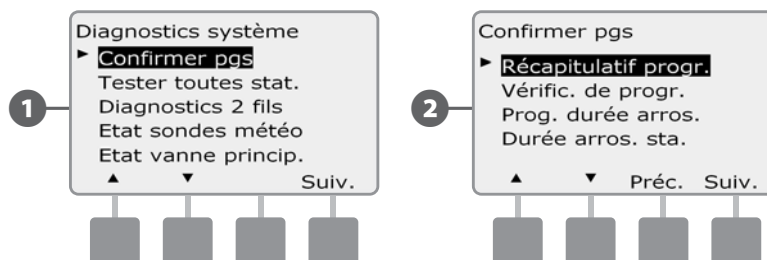 1
Diagnostics système
Confirmer pgs
Tester toutes stat.
Diagnostics 2 fils
Etat sondes météo
Etat vanne princip.
Suiv.
2
Confirmer pgs
Récapitulatif progr.
Vérific. de progr.
Prog. durée arros.
Durée arros. sta.
Préc. Suiv.